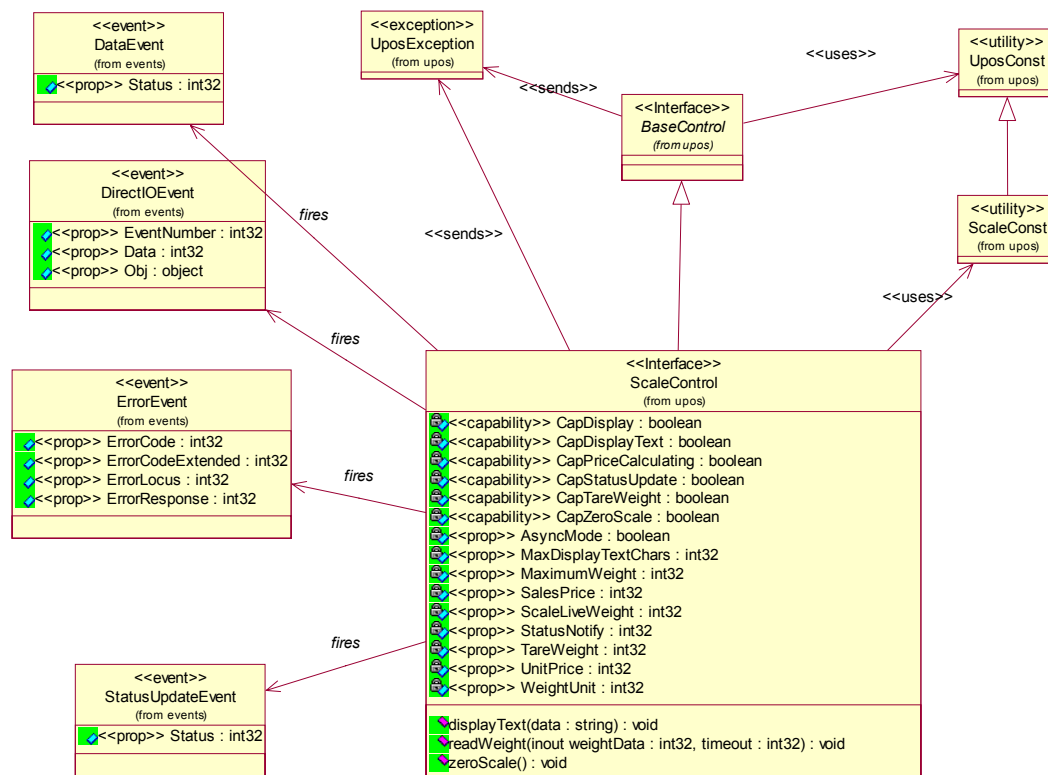 <<event>>
DataEvent
(from events)
<<prop>> Status : int32
<<exception>>
UposException
(from upos)
<<utility>>
UposConst
(from upos)
<<uses>>
<<sends>>
<<Interface>>
BaseControl
(from upos)
<<event>>
DirectIOEvent
(from events)
<<prop>> EventNumber : int32
<<prop>> Data : int32
<<prop>> Obj : object
fires
<<sends>>
<<utility>>
ScaleConst
(from upos)
<<uses>>
fires
<<event>>
ErrorEvent
(from events)
<<prop>> ErrorCode : int32
<<prop>> ErrorCodeExtended : int32
<<prop>> ErrorLocus : int32
<<prop>> ErrorResponse : int32
fires
<<Interface>>
ScaleControl
(from upos)
<<capability>> CapDisplay : boolean
<<capability>> CapDisplayText : boolean
<<capability>> CapPriceCalculating : boolean
<<capability>> CapStatusUpdate : boolean
<<capability>> CapTareWeight : boolean
<<capability>> CapZeroScale : boolean
<<prop>> AsyncMode : boolean
<<prop>> MaxDisplayTextChars : int32
<<prop>> MaximumWeight : int32
<<prop>> SalesPrice : int32
<<prop>> ScaleLiveWeight : int32
<<prop>> StatusNotify : int32
<<prop>> TareWeight : int32
<<prop>> UnitPrice : int32
<<prop>> WeightUnit : int32
displayText(data : string) : void
readWeight(inout weightData : int32, timeout : int32) : void
zeroScale() : void
fires
<<event>>
StatusUpdateEvent
(from events)
<<prop>> Status : int32